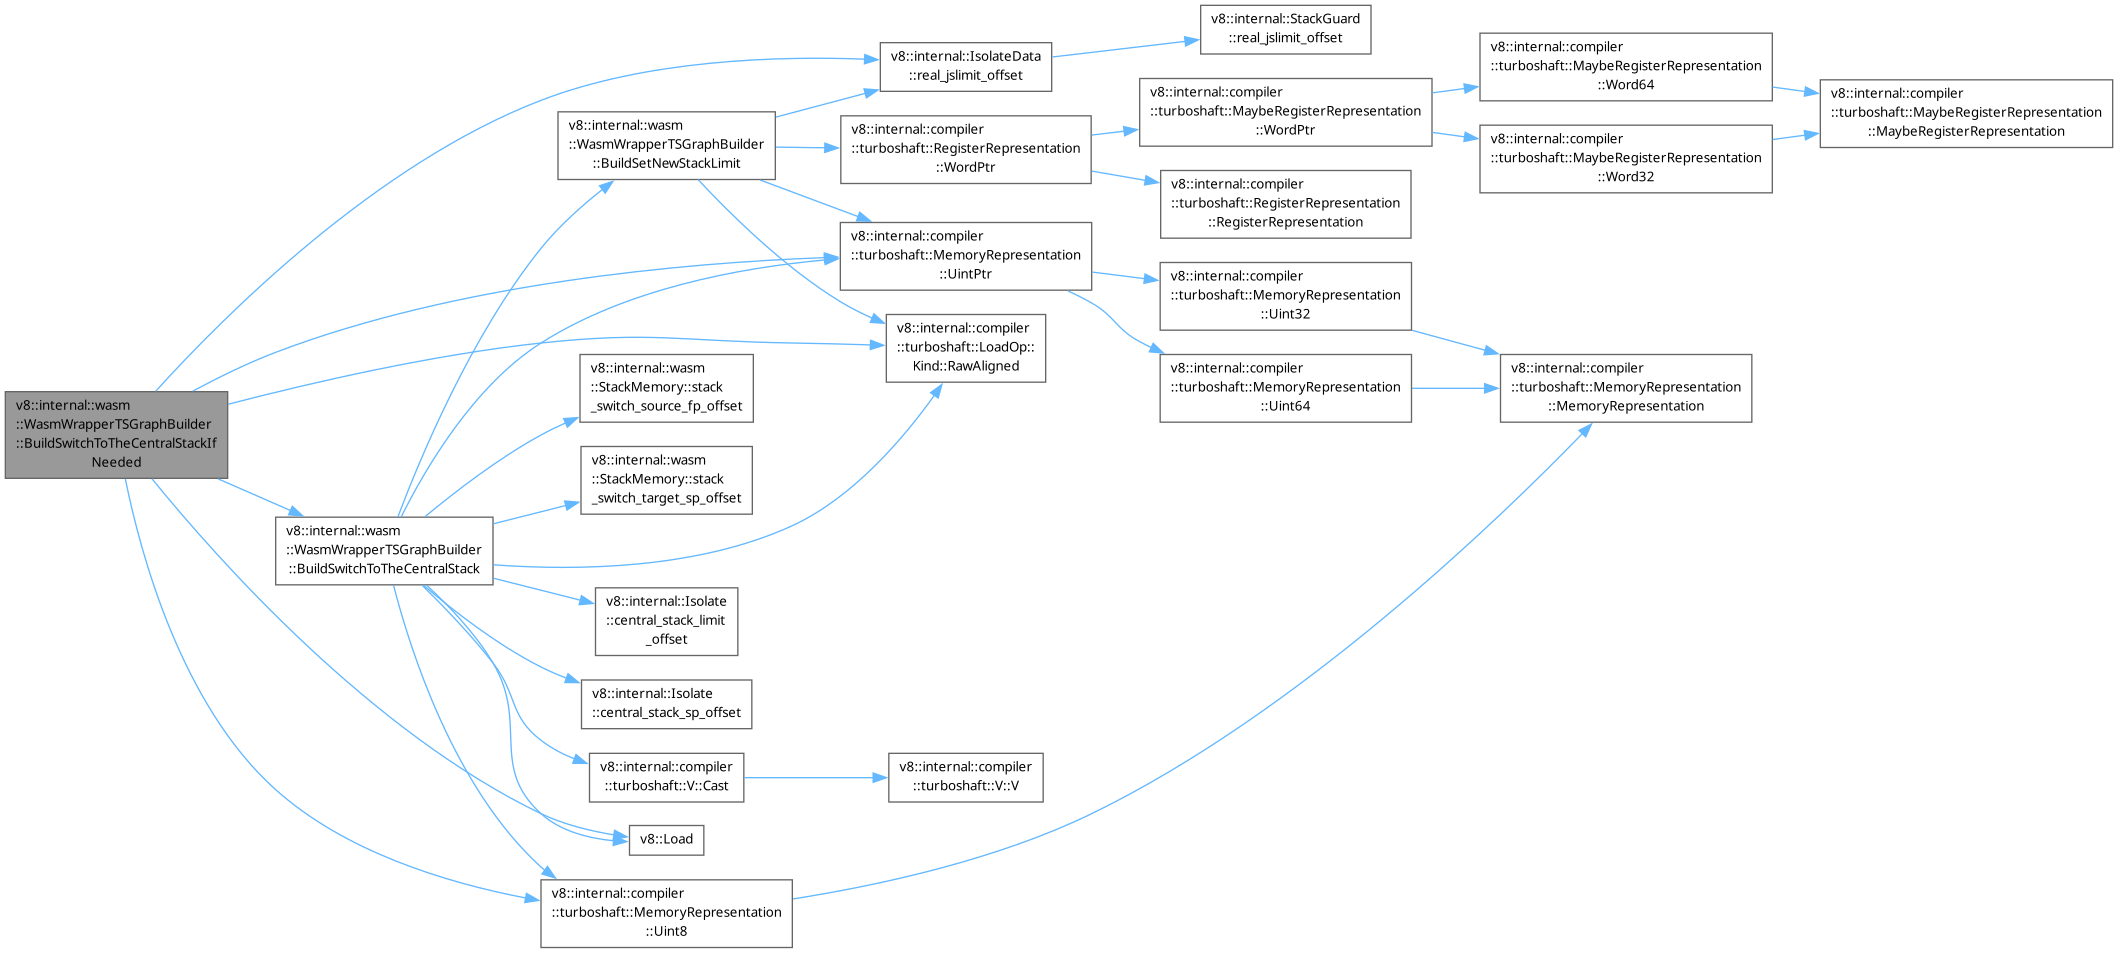 v8::internal::wasm
::WasmWrapperTSGraphBuilder
::BuildSwitchToTheCentralStackIf
Needed
v8::internal::IsolateData
::real_jslimit_offset
v8::internal::StackGuard
::real_jslimit_offset
v8::internal::wasm
::WasmWrapperTSGraphBuilder
::BuildSetNewStackLimit
v8::internal::compiler
::turboshaft::RegisterRepresentation
::WordPtr
v8::internal::compiler
::turboshaft::MaybeRegisterRepresentation
::WordPtr
v8::internal::compiler
::turboshaft::MaybeRegisterRepresentation
::Word64
v8::internal::compiler
::turboshaft::MaybeRegisterRepresentation
::MaybeRegisterRepresentation
v8::internal::compiler
::turboshaft::MaybeRegisterRepresentation
::Word32
v8::internal::compiler
::turboshaft::RegisterRepresentation
::RegisterRepresentation
v8::internal::compiler
::turboshaft::MemoryRepresentation
::UintPtr
v8::internal::compiler
::turboshaft::MemoryRepresentation
::Uint32
v8::internal::compiler
::turboshaft::LoadOp::
Kind::RawAligned
v8::internal::compiler
::turboshaft::MemoryRepresentation
::Uint64
v8::internal::compiler
::turboshaft::MemoryRepresentation
::MemoryRepresentation
v8::internal::wasm
::StackMemory::stack
_switch_source_fp_offset
v8::internal::wasm
::StackMemory::stack
_switch_target_sp_offset
v8::internal::wasm
::WasmWrapperTSGraphBuilder
::BuildSwitchToTheCentralStack
v8::internal::Isolate
::central_stack_limit
_offset
v8::internal::Isolate
::central_stack_sp_offset
v8::internal::compiler
::turboshaft::V::Cast
v8::internal::compiler
::turboshaft::V::V
v8::Load
v8::internal::compiler
::turboshaft::MemoryRepresentation
::Uint8